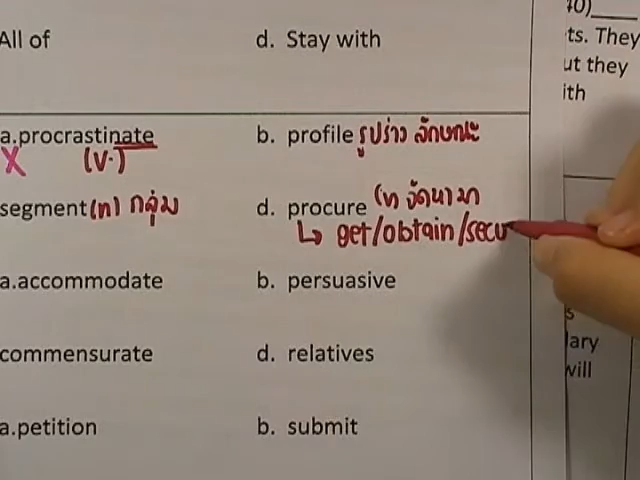 All of d. Stay with
a.procrastinate b. profile รูปร่าง ลักษณะ
X (v.)
segment (n) กลุ่ม d. procure (v จัดหา) มา
↳ get/obtain/secu
a.accommodate b. persuasive
commensurate d. relatives
a.petition b. submit
40)
ts. They
ut they
ith
s
lary
will